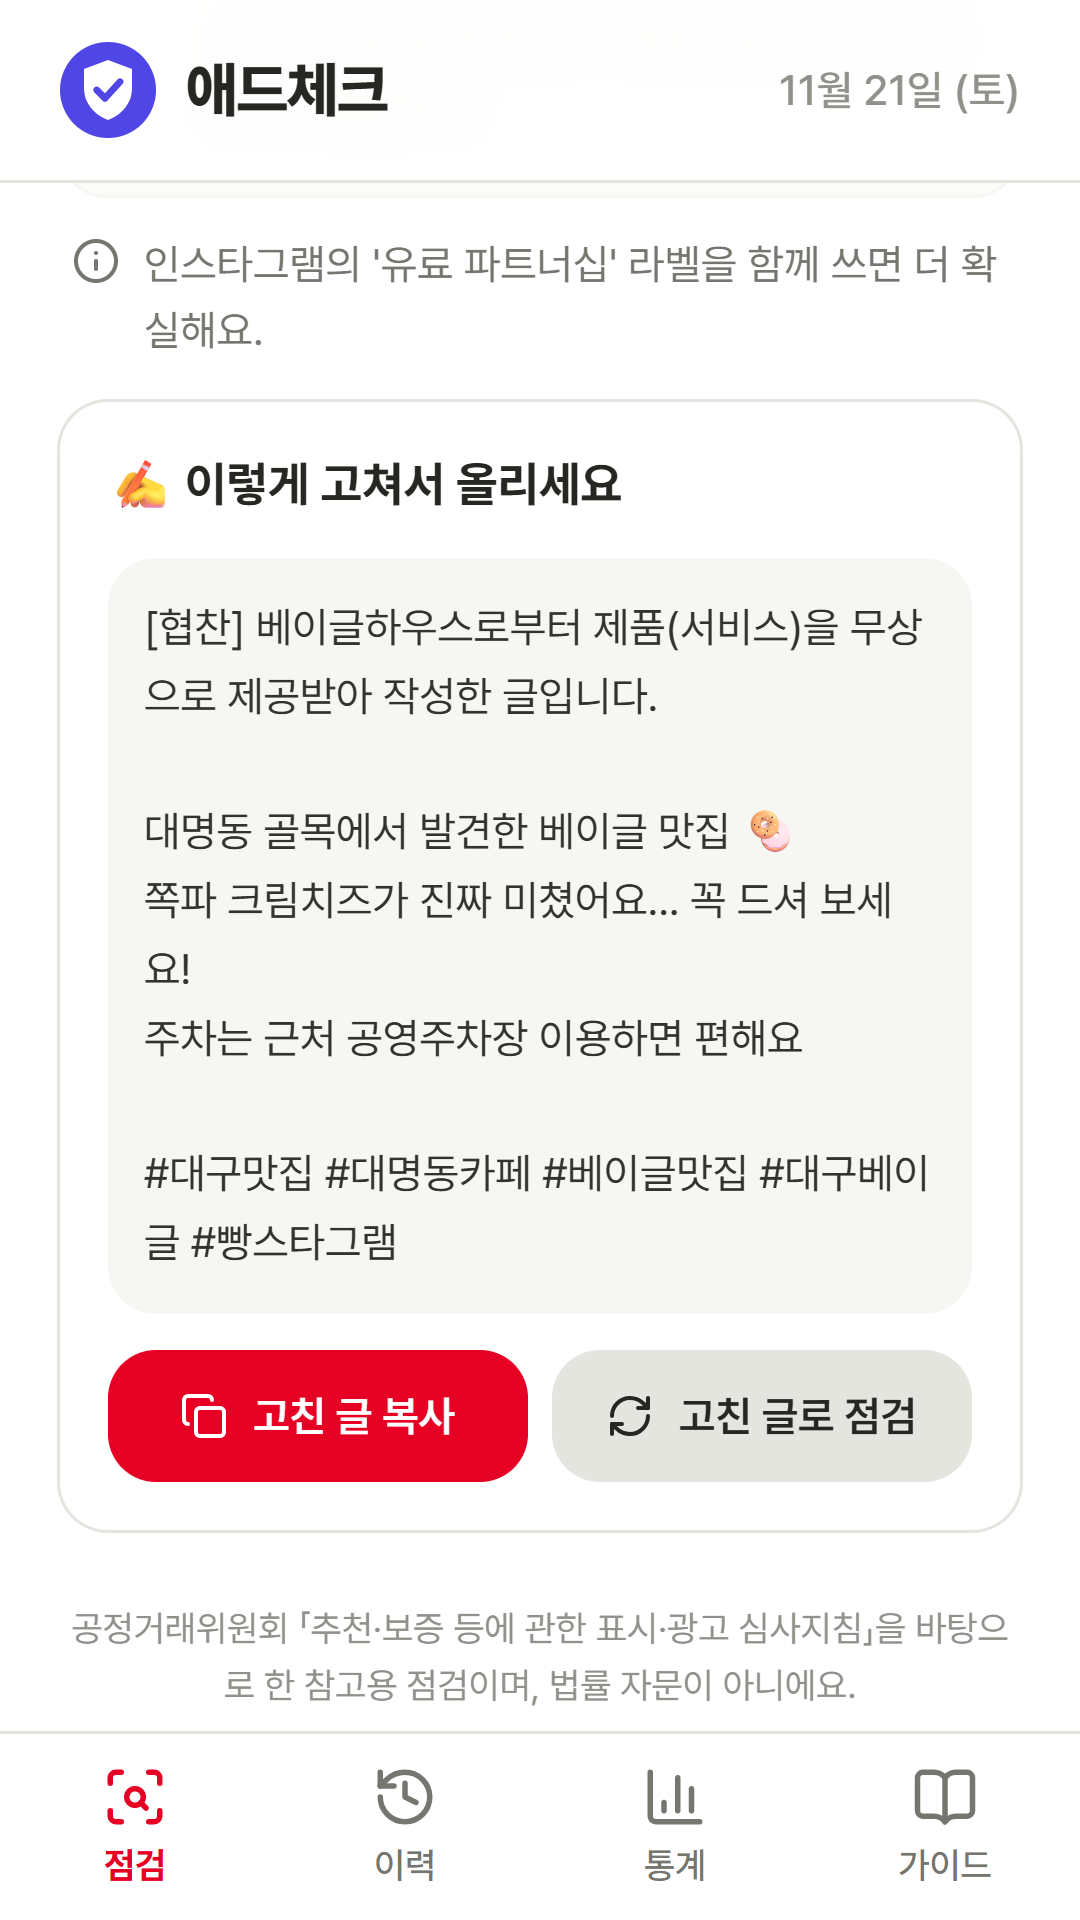 애드체크
11월 21일 (토)
인스타그램의 '유료 파트너십' 라벨을 함께 쓰면 더 확
실해요.
✍️ 이렇게 고쳐서 올리세요
[협찬] 베이글하우스로부터 제품(서비스)을 무상
으로 제공받아 작성한 글입니다.
대명동 골목에서 발견한 베이글 맛집 🥯
쪽파 크림치즈가 진짜 미쳤어요... 꼭 드셔 보세
요!
주차는 근처 공영주차장 이용하면 편해요
#대구맛집 #대명동카페 #베이글맛집 #대구베이
글 #빵스타그램
고친 글 복사
고친 글로 점검
공정거래위원회 「추천·보증 등에 관한 표시·광고 심사지침」을 바탕으
로 한 참고용 점검이며, 법률 자문이 아니에요.
점검
이력
통계
가이드